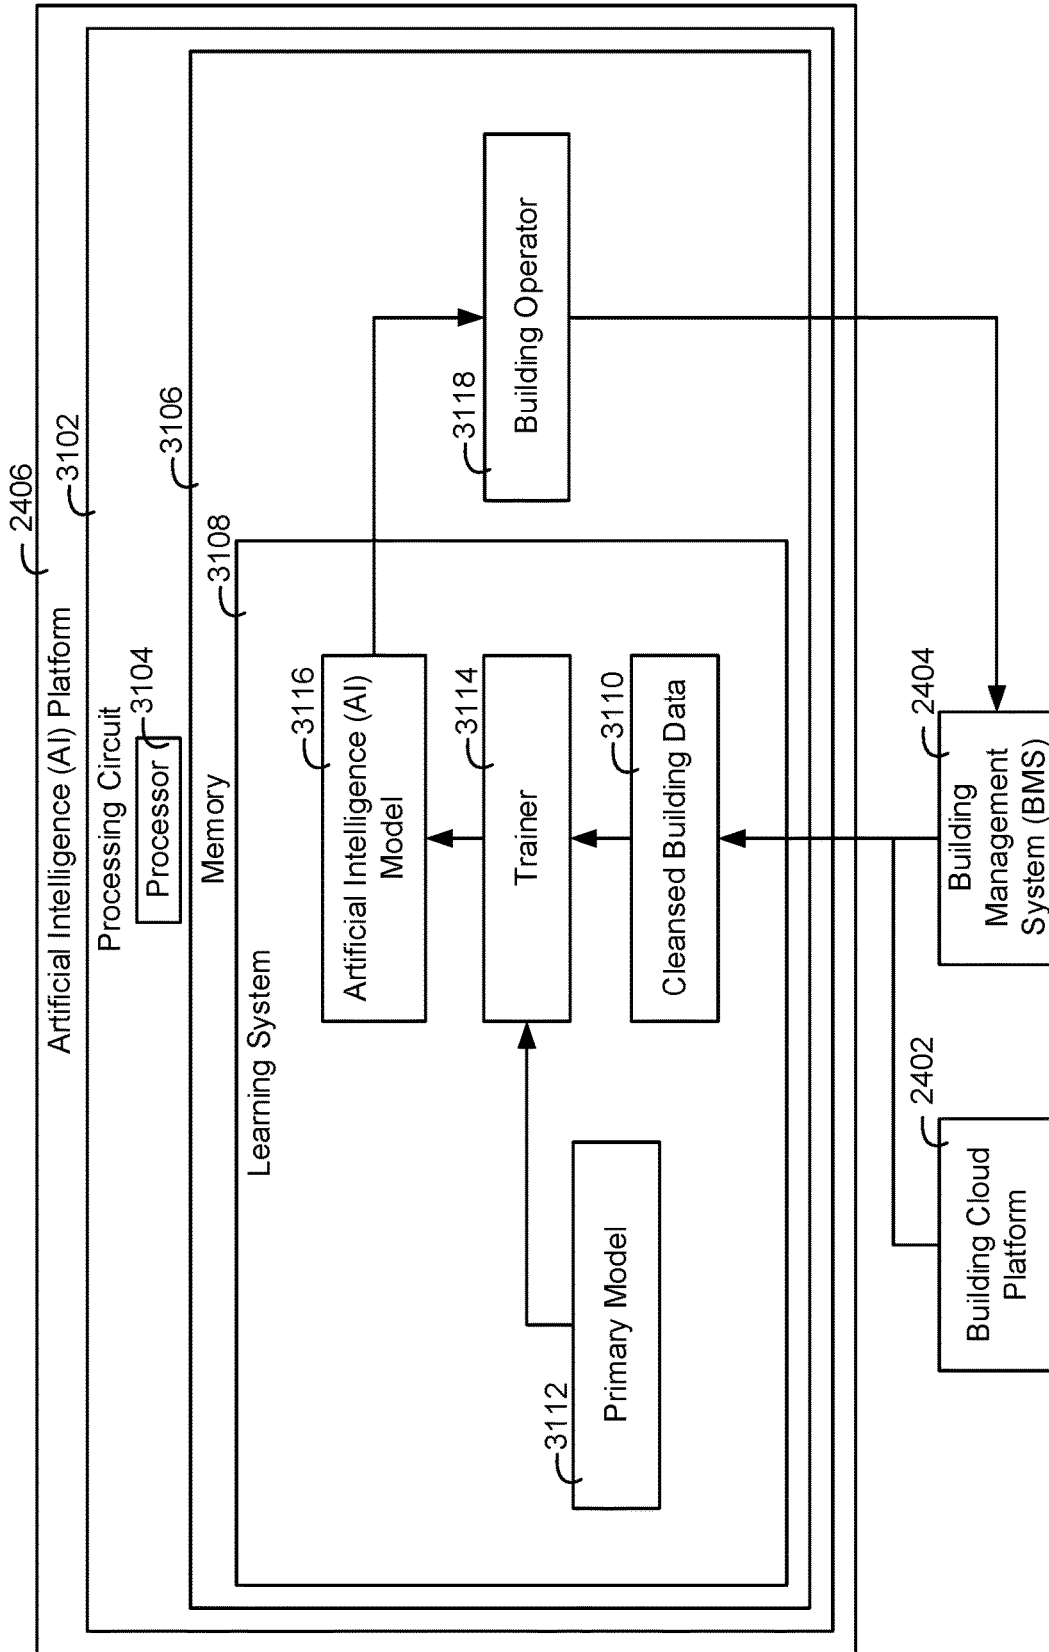 Artificial Intelligence (AI) Platform
2406
Processing Circuit
3102
Processor
3104
Memory
3106
Learning System
3108
Artificial Intelligence (AI)
Model
3116
Trainer
3114
Building Operator
3118
Primary Model
3112
Cleansed Building Data
3110
Building Cloud
Platform
2402
Building
Management
System (BMS)
2404